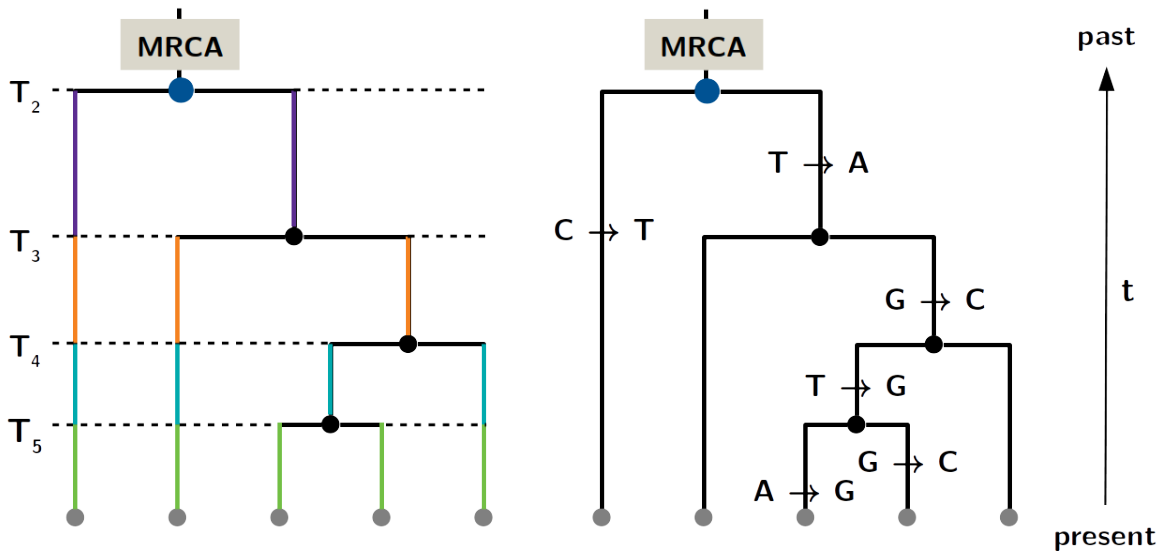 MRCA
T2
T3
T4
T5
MRCA
T → A
C → T
G → C
T → G
G → C
A → G
past
t
present